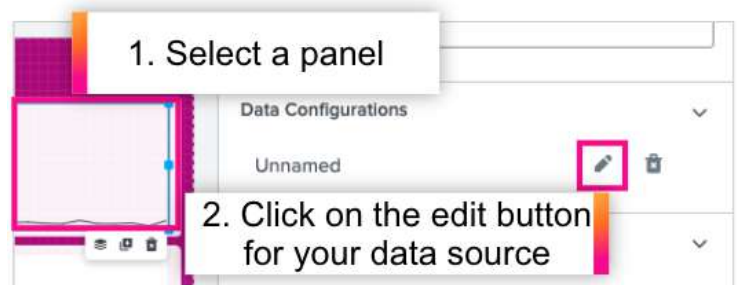 1. Select a panel
Data Configurations
Unnamed
2. Click on the edit button
for your data source